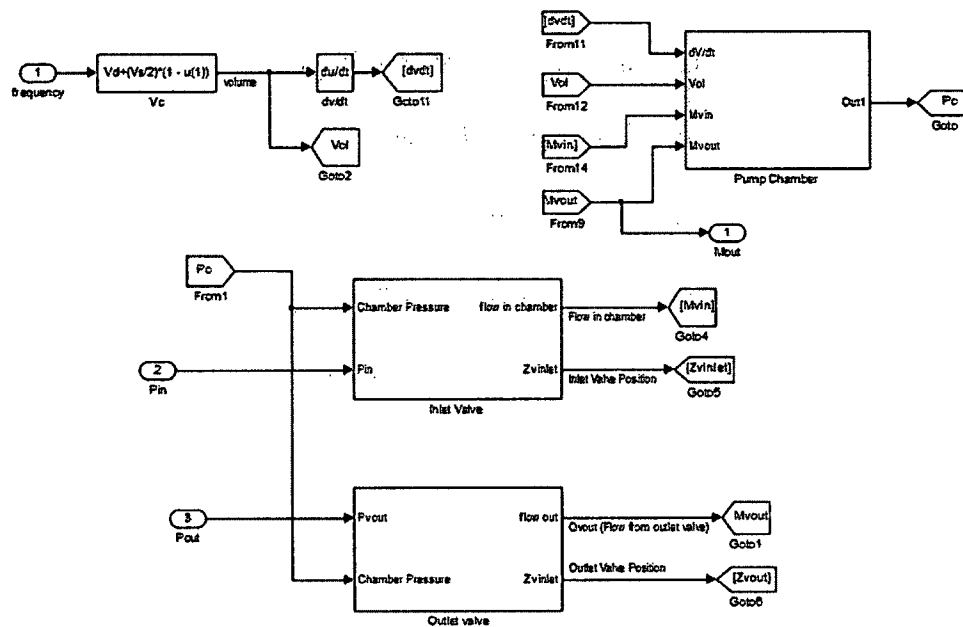 1
frequency
Vd+(Vs/2)*(1 - u(1))
Vc
volume
du/dt
dv/dt
[dvdt]
Goto11
Vol
Goto2
[dvdt]
From11
Vol
From12
[Mvin]
From14
Mvout
From9
dV/dt
Vol
Mvin
Mvout
Out1
Pump Chamber
Pc
Goto
1
Mout
Pc
From1
2
Pin
Chamber Pressure
Pin
flow in chamber
Zvinlet
Inlet Valve
Flow in chamber
Inlet Valve Position
[Mvin]
Goto4
[Zvinlet]
Goto5
3
Pout
Pvout
Chamber Pressure
flow out
Zvinlet
Outlet valve
Qvout (Flow from outlet valve)
Outlet Valve Position
Mvout
Goto1
[Zvout]
Goto6